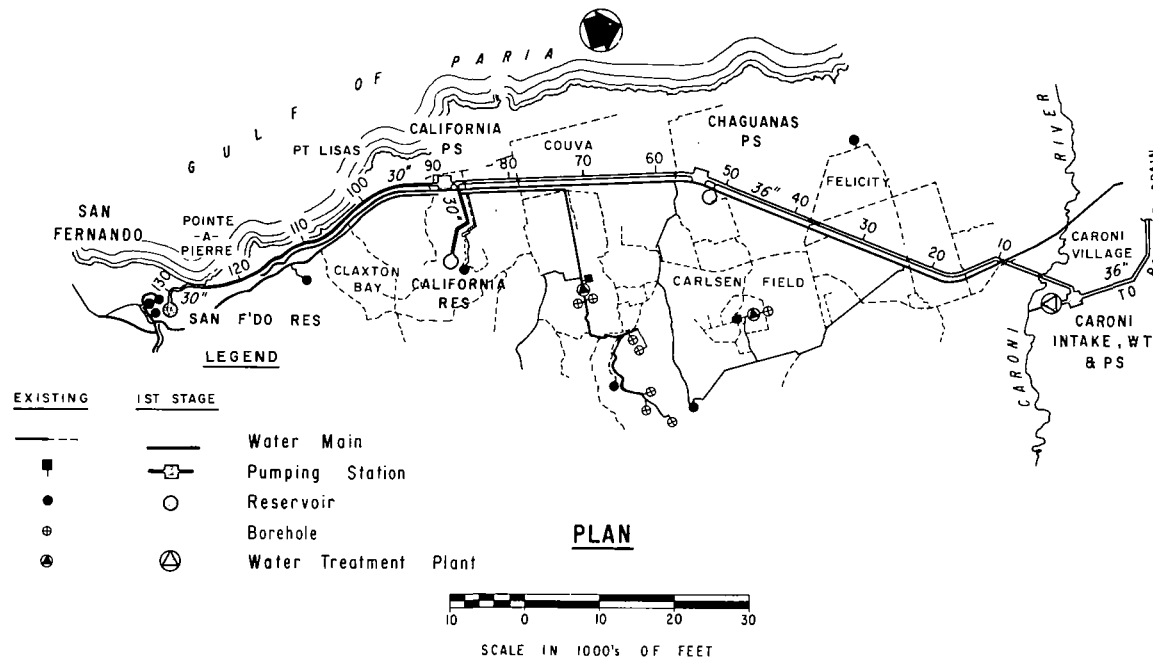 GULF OF PARIA
CALIFORNIA
PS
PT LISAS
30"
90
100
110
120
130
80
COUVA
70
60
CHAGUANAS
PS
50
36"
40
30
20
10
FELICITY
RIVER
CARONI
CARONI
VILLAGE
36"
TO
CARONI
INTAKE, WT
& PS
SAN
FERNANDO
POINTE
-A-
PIERRE
30"
SAN F'DO RES
CLAXTON
BAY
30"
CALIFORNIA
RES
CARLSEN FIELD
LEGEND
EXISTING 1ST STAGE
Water Main
Pumping Station
Reservoir
Borehole
Water Treatment Plant
PLAN
10 0 10 20 30
SCALE IN 1000's OF FEET